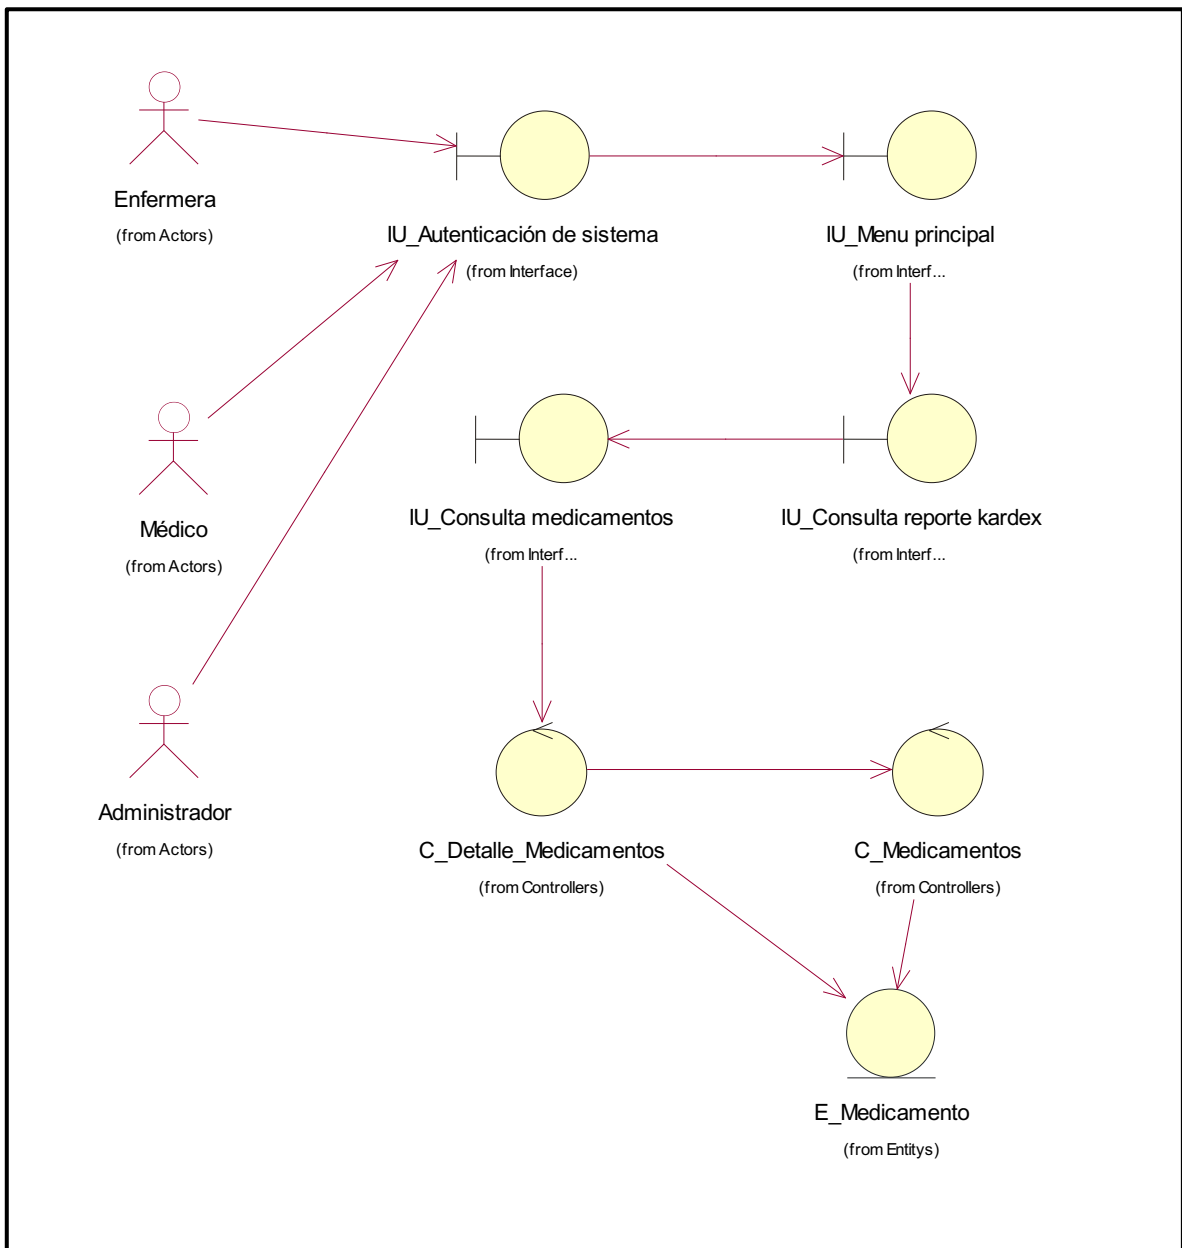 Enfermera
(from Actors)
IU_Autenticación de sistema
(from Interface)
IU_Menu principal
(from Interf...
Médico
(from Actors)
IU_Consulta medicamentos
(from Interf...
IU_Consulta reporte kardex
(from Interf...
Administrador
(from Actors)
C_Detalle_Medicamentos
(from Controllers)
C_Medicamentos
(from Controllers)
E_Medicamento
(from Entitys)